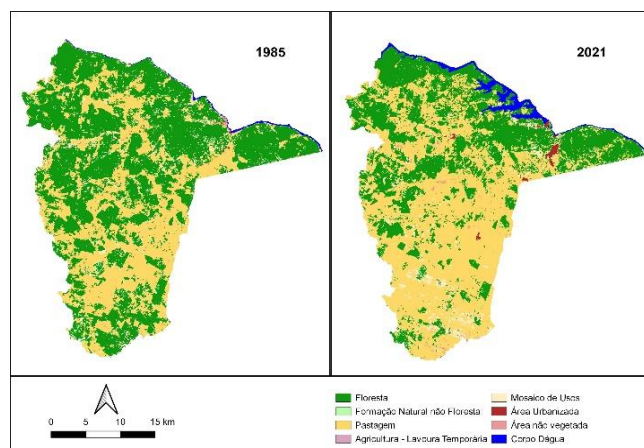 1985
2021
0 5 10 15 km
Floresta
Formação Natural não Floresta
Pastagem
Agricultura - Lavoura Temporária
Mosaico de Usos
Área Urbanizada
Área não vegetada
Corpo Dágua